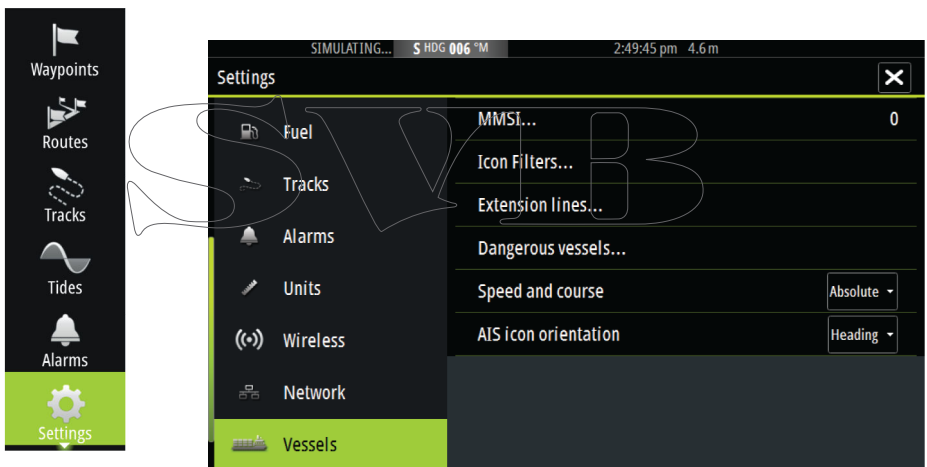 Waypoints
Routes
Tracks
Tides
Alarms
Settings
SIMULATING... S HDG 006 °M 2:49:45 pm 4.6 m
Settings
Fuel
Tracks
Alarms
Units
Wireless
Network
Vessels
MMSI... 0
Icon Filters...
Extension lines...
Dangerous vessels...
Speed and course Absolute
AIS icon orientation Heading
SVB